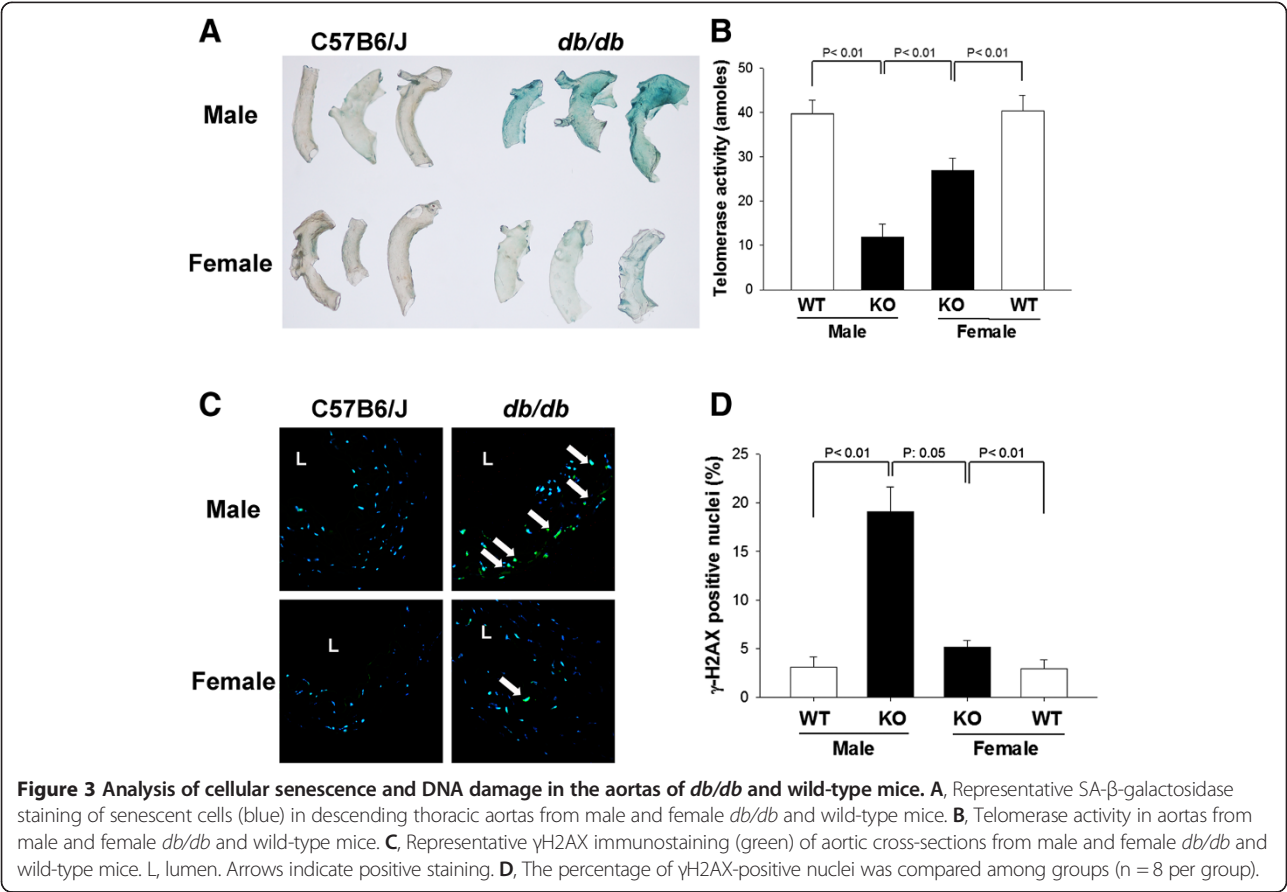 A
C57B6/J db/db
Male
Female
B
P< 0.01 P< 0.01 P< 0.01
Telomerase activity (amoles)
50
40
30
20
10
0
WT KO KO WT
Male Female
C
C57B6/J db/db
L L
Male
L L
Female
D
P< 0.01 P: 0.05 P< 0.01
γ-H2AX positive nuclei (%)
25
20
15
10
5
0
WT KO KO WT
Male Female
Figure 3 Analysis of cellular senescence and DNA damage in the aortas of db/db and wild-type mice. A, Representative SA-β-galactosidase
staining of senescent cells (blue) in descending thoracic aortas from male and female db/db and wild-type mice. B, Telomerase activity in aortas from
male and female db/db and wild-type mice. C, Representative γH2AX immunostaining (green) of aortic cross-sections from male and female db/db and
wild-type mice. L, lumen. Arrows indicate positive staining. D, The percentage of γH2AX-positive nuclei was compared among groups (n = 8 per group).